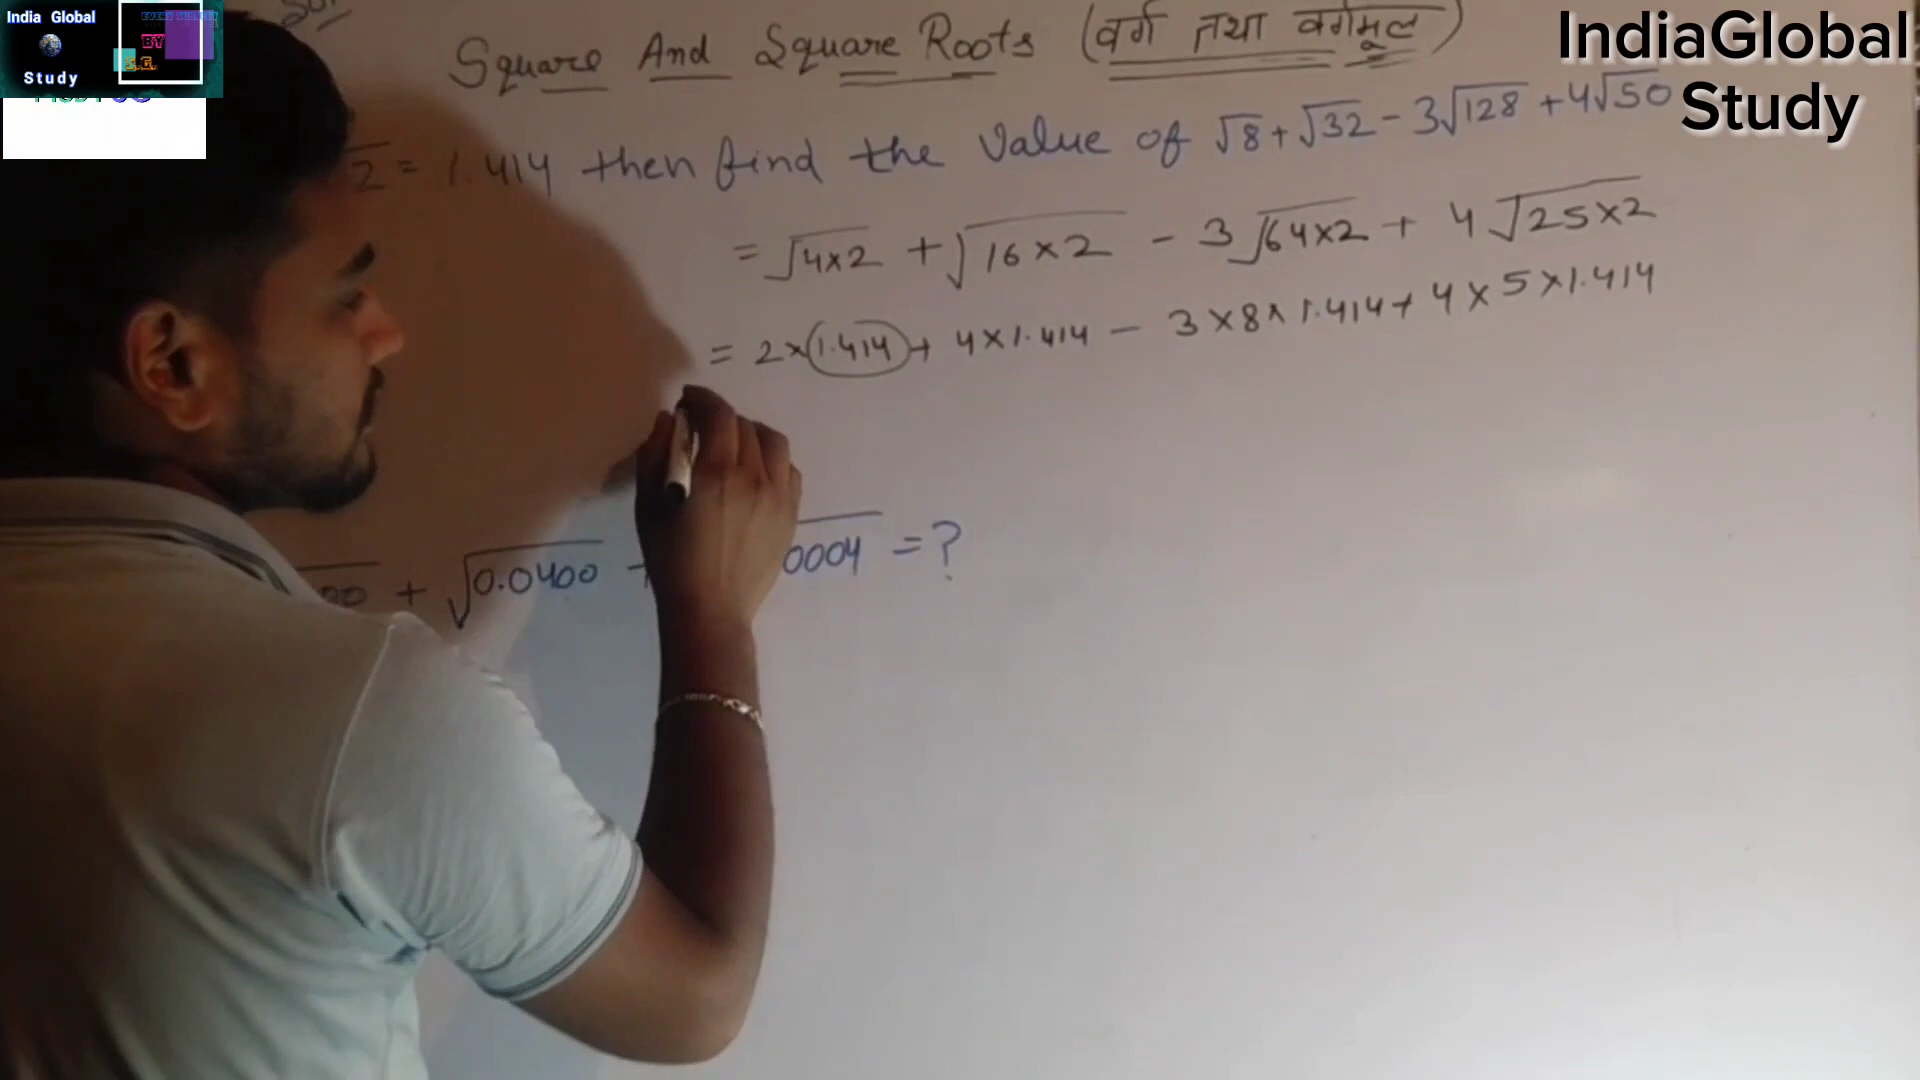 India Global
Study
BY
S.G.
IndiaGlobal
Study
Square And Square Roots (वर्ग तथा वर्गमूल)
√2 = 1.414 then find the value of √8 + √32 - 3√128 + 4√50
= √4×2 + √16×2 - 3√64×2 + 4√25×2
= 2×(1.414) + 4×1.414 - 3×8×1.414 + 4×5×1.414
00 + √0.0400 + 0004 = ?